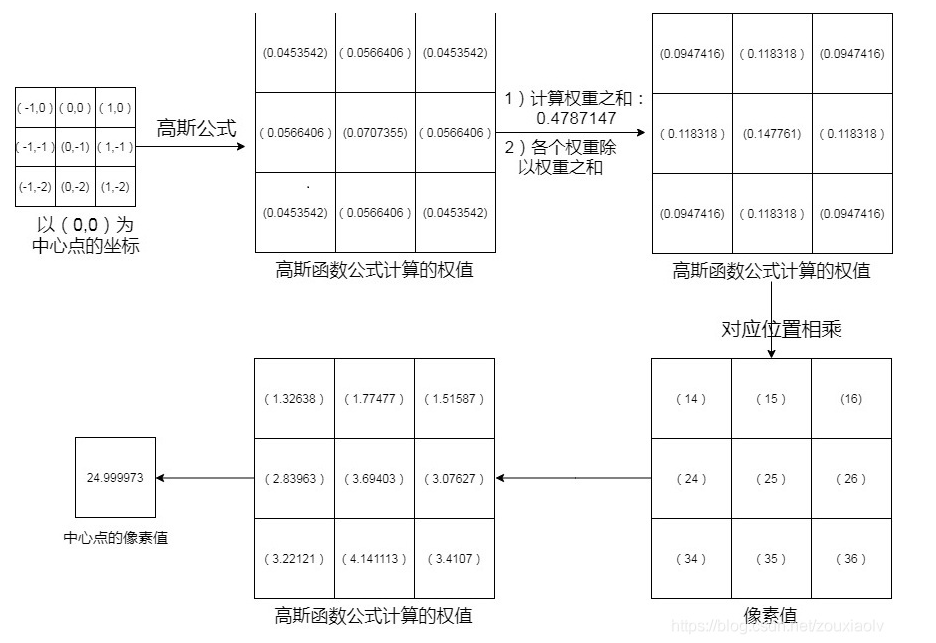 (0.0453542) ( 0.0566406 ) (0.0453542)
(0.0947416) ( 0.118318 ) (0.0947416)
( -1,0) ( 0,0 ) ( 1,0)
高斯公式
( 0.0566406 ) (0.0707355) ( 0.0566406 )
1）计算权重之和：
0.4787147
2）各个权重除
以权重之和
( 0.118318 ) (0.147761) ( 0.118318 )
( -1,-1 ) (0,-1) ( 1,-1 )
(-1,-2) (0,-2) (1,-2)
以（0,0）为
中心点的坐标
(0.0453542) ( 0.0566406 ) (0.0453542)
(0.0947416) ( 0.118318 ) (0.0947416)
高斯函数公式计算的权值
高斯函数公式计算的权值
对应位置相乘
( 14 ) ( 15 ) (16)
( 24 ) ( 25 ) ( 26 )
( 34 ) ( 35 ) ( 36 )
像素值
( 1.32638 ) ( 1.77477 ) ( 1.51587 )
( 2.83963 ) ( 3.69403 ) ( 3.07627 )
( 3.22121 ) ( 4.141113 ) ( 3.4107 )
高斯函数公式计算的权值
24.999973
中心点的像素值
https://blog.csdn.net/zouxiaolv